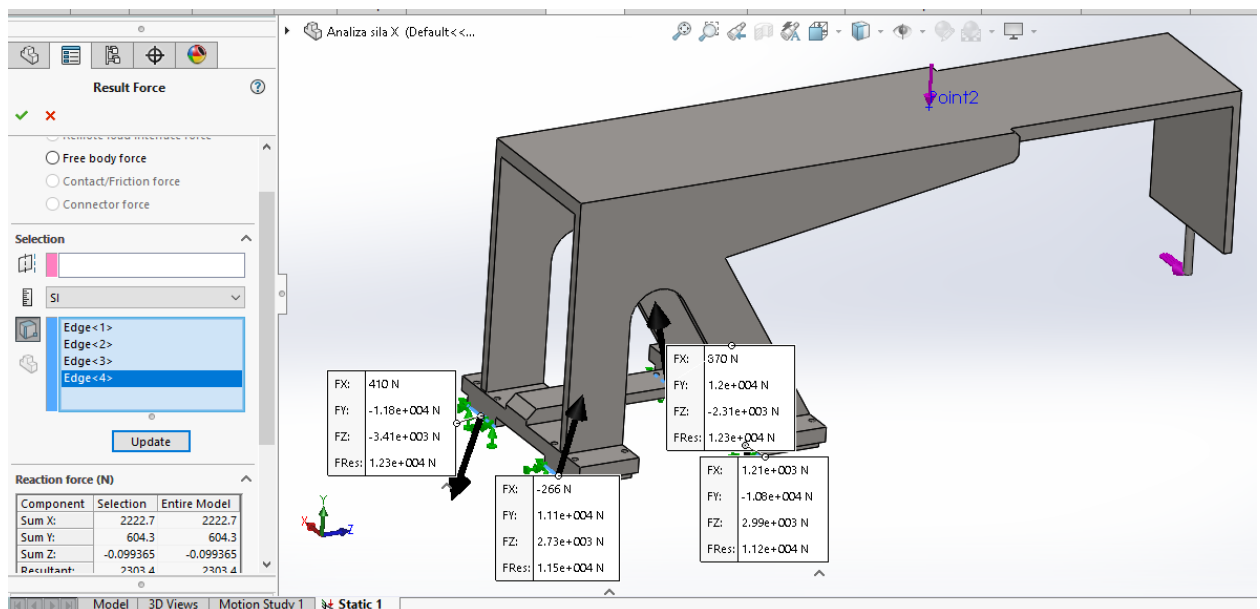 Analiza sila X (Default<<...
Result Force
Free body force
Contact/Friction force
Connector force
Selection
SI
Edge<1>
Edge<2>
Edge<3>
Edge<4>
Update
Reaction force (N)
Component Selection Entire Model
Sum X: 2222.7 2222.7
Sum Y: 604.3 604.3
Sum Z: -0.099365 -0.099365
Resultant: 2303.4 2303.4
Point2
FX: 410 N
FY: -1.18e+004 N
FZ: -3.41e+003 N
FRes: 1.23e+004 N
FX: -266 N
FY: 1.11e+004 N
FZ: 2.73e+003 N
FRes: 1.15e+004 N
FX: 370 N
FY: 1.2e+004 N
FZ: -2.31e+003 N
FRes: 1.23e+004 N
FX: 1.21e+003 N
FY: -1.08e+004 N
FZ: 2.99e+003 N
FRes: 1.12e+004 N
Y
X
Z
Model 3D Views Motion Study 1 Static 1